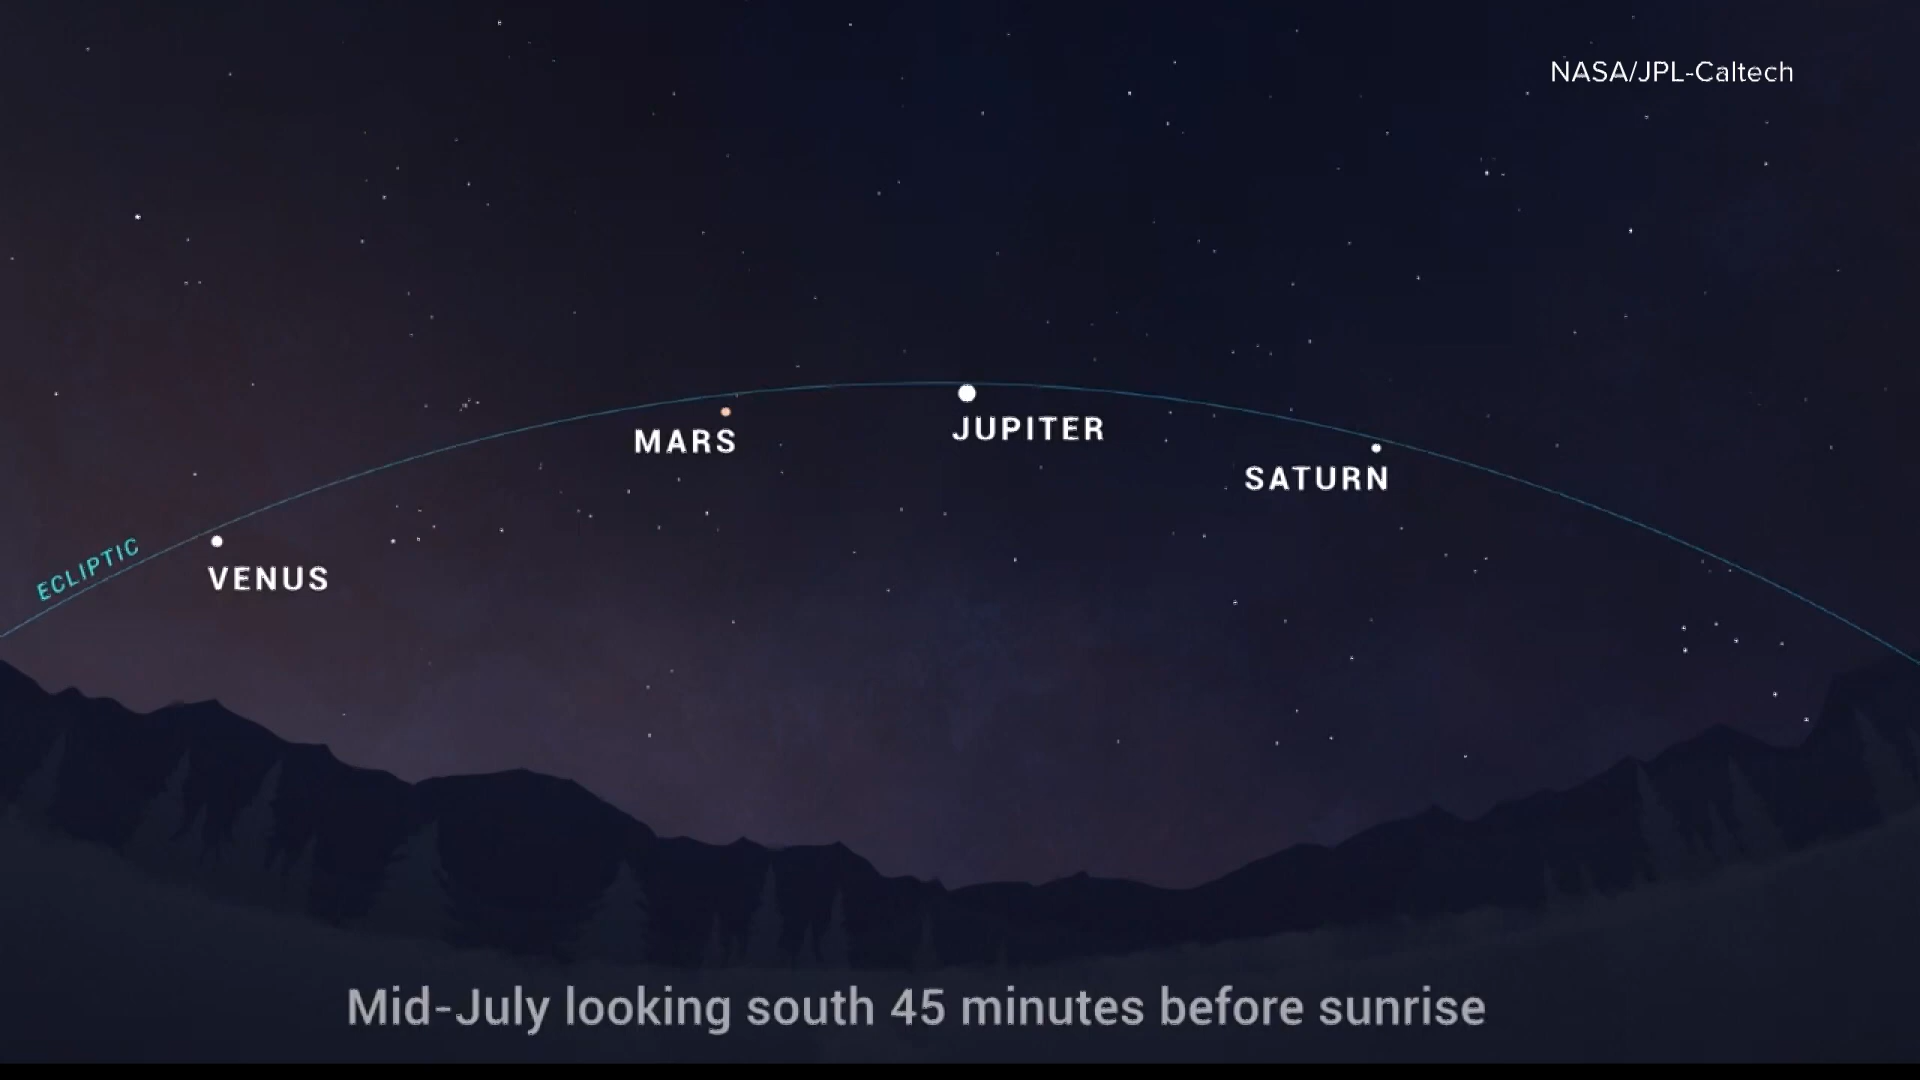 NASA/JPL-Caltech
MARS
JUPITER
SATURN
ECLIPTIC
VENUS
Mid-July looking south 45 minutes before sunrise